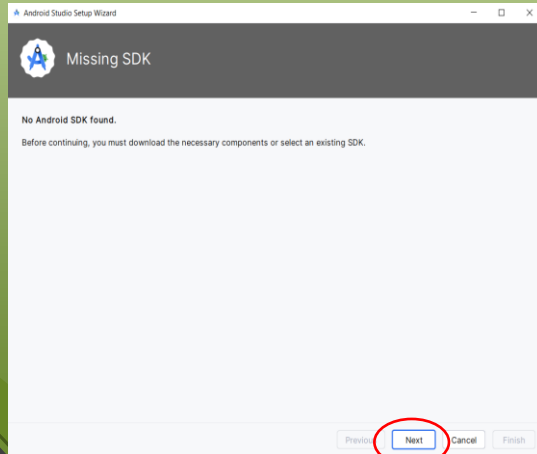 Android Studio Setup Wizard
Missing SDK
No Android SDK found.
Before continuing, you must download the necessary components or select an existing SDK.
Previous Next Cancel Finish